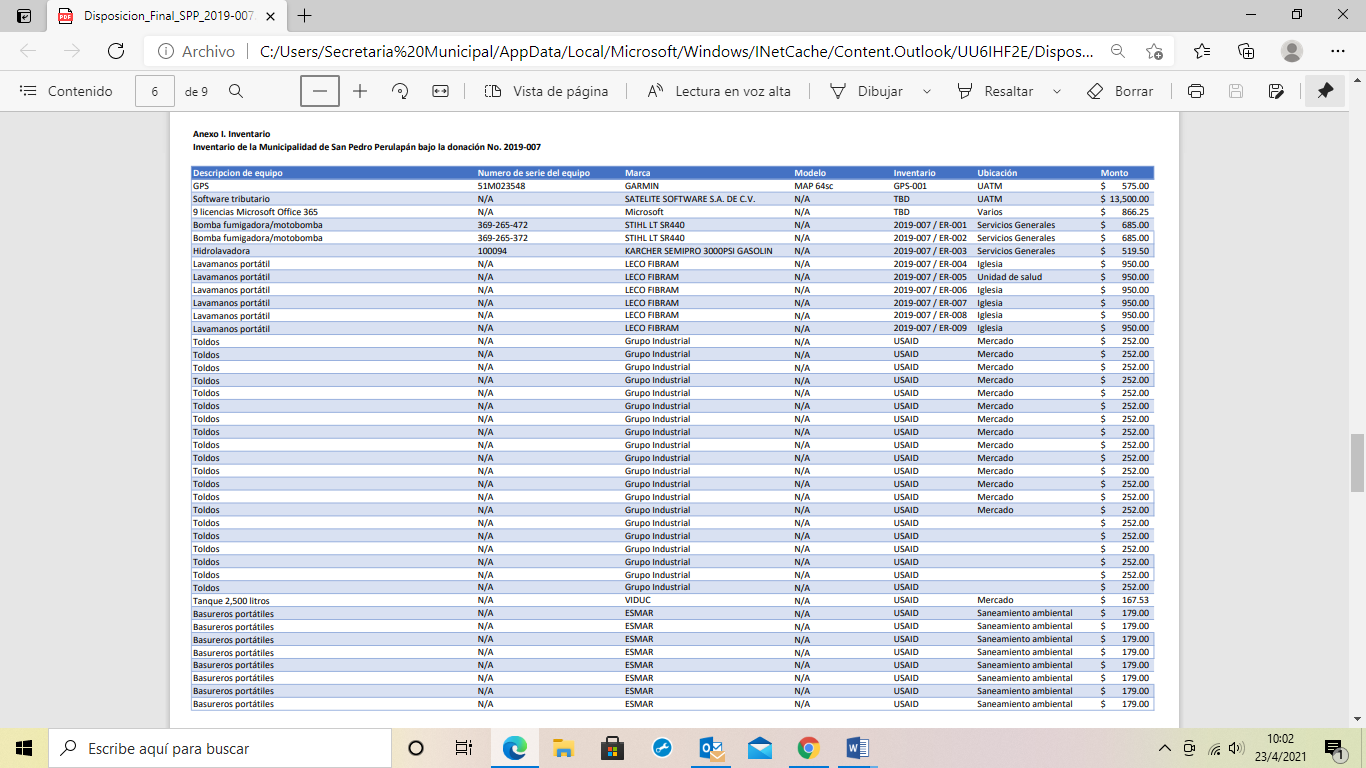 Disposicion_Final_SPP_2019-007
Archivo C:/Users/Secretaria%20Municipal/AppData/Local/Microsoft/Windows/INetCache/Content.Outlook/UU6IHF2E/Dispos...
Contenido 6 de 9 Vista de página Lectura en voz alta Dibujar Resaltar Borrar
Anexo I. Inventario
Inventario de la Municipalidad de San Pedro Perulapán bajo la donación No. 2019-007
Descripcion de equipo Numero de serie del equipo Marca Modelo Inventario Ubicación Monto
GPS 51M023548 GARMIN MAP 64sc GPS-001 UATM $ 575.00
Software tributario N/A SATELITE SOFTWARE S.A. DE C.V. N/A TBD UATM $ 13,500.00
9 licencias Microsoft Office 365 N/A Microsoft N/A TBD Varios $ 866.25
Bomba fumigadora/motobomba 369-265-472 STIHL LT SR440 N/A 2019-007 / ER-001 Servicios Generales $ 685.00
Bomba fumigadora/motobomba 369-265-372 STIHL LT SR440 N/A 2019-007 / ER-002 Servicios Generales $ 685.00
Hidrolavadora 100094 KARCHER SEMIPRO 3000PSI GASOLIN N/A 2019-007 / ER-003 Servicios Generales $ 519.50
Lavamanos portátil N/A LECO FIBRAM N/A 2019-007 / ER-004 Iglesia $ 950.00
Lavamanos portátil N/A LECO FIBRAM N/A 2019-007 / ER-005 Unidad de salud $ 950.00
Lavamanos portátil N/A LECO FIBRAM N/A 2019-007 / ER-006 Iglesia $ 950.00
Lavamanos portátil N/A LECO FIBRAM N/A 2019-007 / ER-007 Iglesia $ 950.00
Lavamanos portátil N/A LECO FIBRAM N/A 2019-007 / ER-008 Iglesia $ 950.00
Lavamanos portátil N/A LECO FIBRAM N/A 2019-007 / ER-009 Iglesia $ 950.00
Toldos N/A Grupo Industrial N/A USAID Mercado $ 252.00
Toldos N/A Grupo Industrial N/A USAID Mercado $ 252.00
Toldos N/A Grupo Industrial N/A USAID Mercado $ 252.00
Toldos N/A Grupo Industrial N/A USAID Mercado $ 252.00
Toldos N/A Grupo Industrial N/A USAID Mercado $ 252.00
Toldos N/A Grupo Industrial N/A USAID Mercado $ 252.00
Toldos N/A Grupo Industrial N/A USAID Mercado $ 252.00
Toldos N/A Grupo Industrial N/A USAID Mercado $ 252.00
Toldos N/A Grupo Industrial N/A USAID Mercado $ 252.00
Toldos N/A Grupo Industrial N/A USAID Mercado $ 252.00
Toldos N/A Grupo Industrial N/A USAID Mercado $ 252.00
Toldos N/A Grupo Industrial N/A USAID Mercado $ 252.00
Toldos N/A Grupo Industrial N/A USAID Mercado $ 252.00
Toldos N/A Grupo Industrial N/A USAID Mercado $ 252.00
Toldos N/A Grupo Industrial N/A USAID $ 252.00
Toldos N/A Grupo Industrial N/A USAID $ 252.00
Toldos N/A Grupo Industrial N/A USAID $ 252.00
Toldos N/A Grupo Industrial N/A USAID $ 252.00
Toldos N/A Grupo Industrial N/A USAID $ 252.00
Toldos N/A Grupo Industrial N/A USAID $ 252.00
Tanque 2,500 litros N/A VIDUC N/A USAID Mercado $ 167.53
Basureros portátiles N/A ESMAR N/A USAID Saneamiento ambiental $ 179.00
Basureros portátiles N/A ESMAR N/A USAID Saneamiento ambiental $ 179.00
Basureros portátiles N/A ESMAR N/A USAID Saneamiento ambiental $ 179.00
Basureros portátiles N/A ESMAR N/A USAID Saneamiento ambiental $ 179.00
Basureros portátiles N/A ESMAR N/A USAID Saneamiento ambiental $ 179.00
Basureros portátiles N/A ESMAR N/A USAID Saneamiento ambiental $ 179.00
Basureros portátiles N/A ESMAR N/A USAID Saneamiento ambiental $ 179.00
Basureros portátiles N/A ESMAR N/A USAID Saneamiento ambiental $ 179.00
Escribe aquí para buscar
10:02
23/4/2021